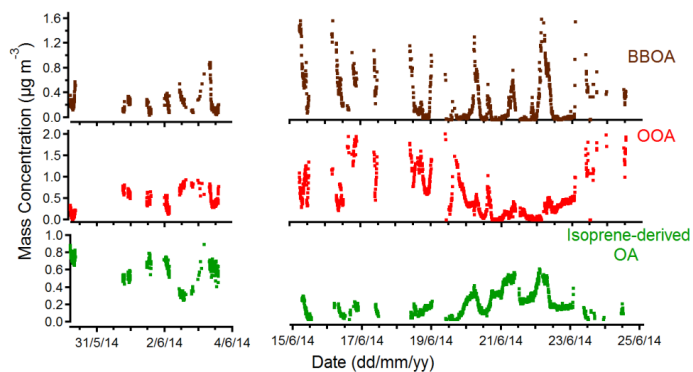 Mass Concentration (µg m⁻³)
1.6
1.2
0.8
0.4
0.0
BBOA
2.0
1.5
1.0
0.5
0.0
OOA
1.0
0.8
0.6
0.4
0.2
0.0
Isoprene-derived
OA
31/5/14 2/6/14 4/6/14 15/6/14 17/6/14 19/6/14 21/6/14 23/6/14 25/6/14
Date (dd/mm/yy)